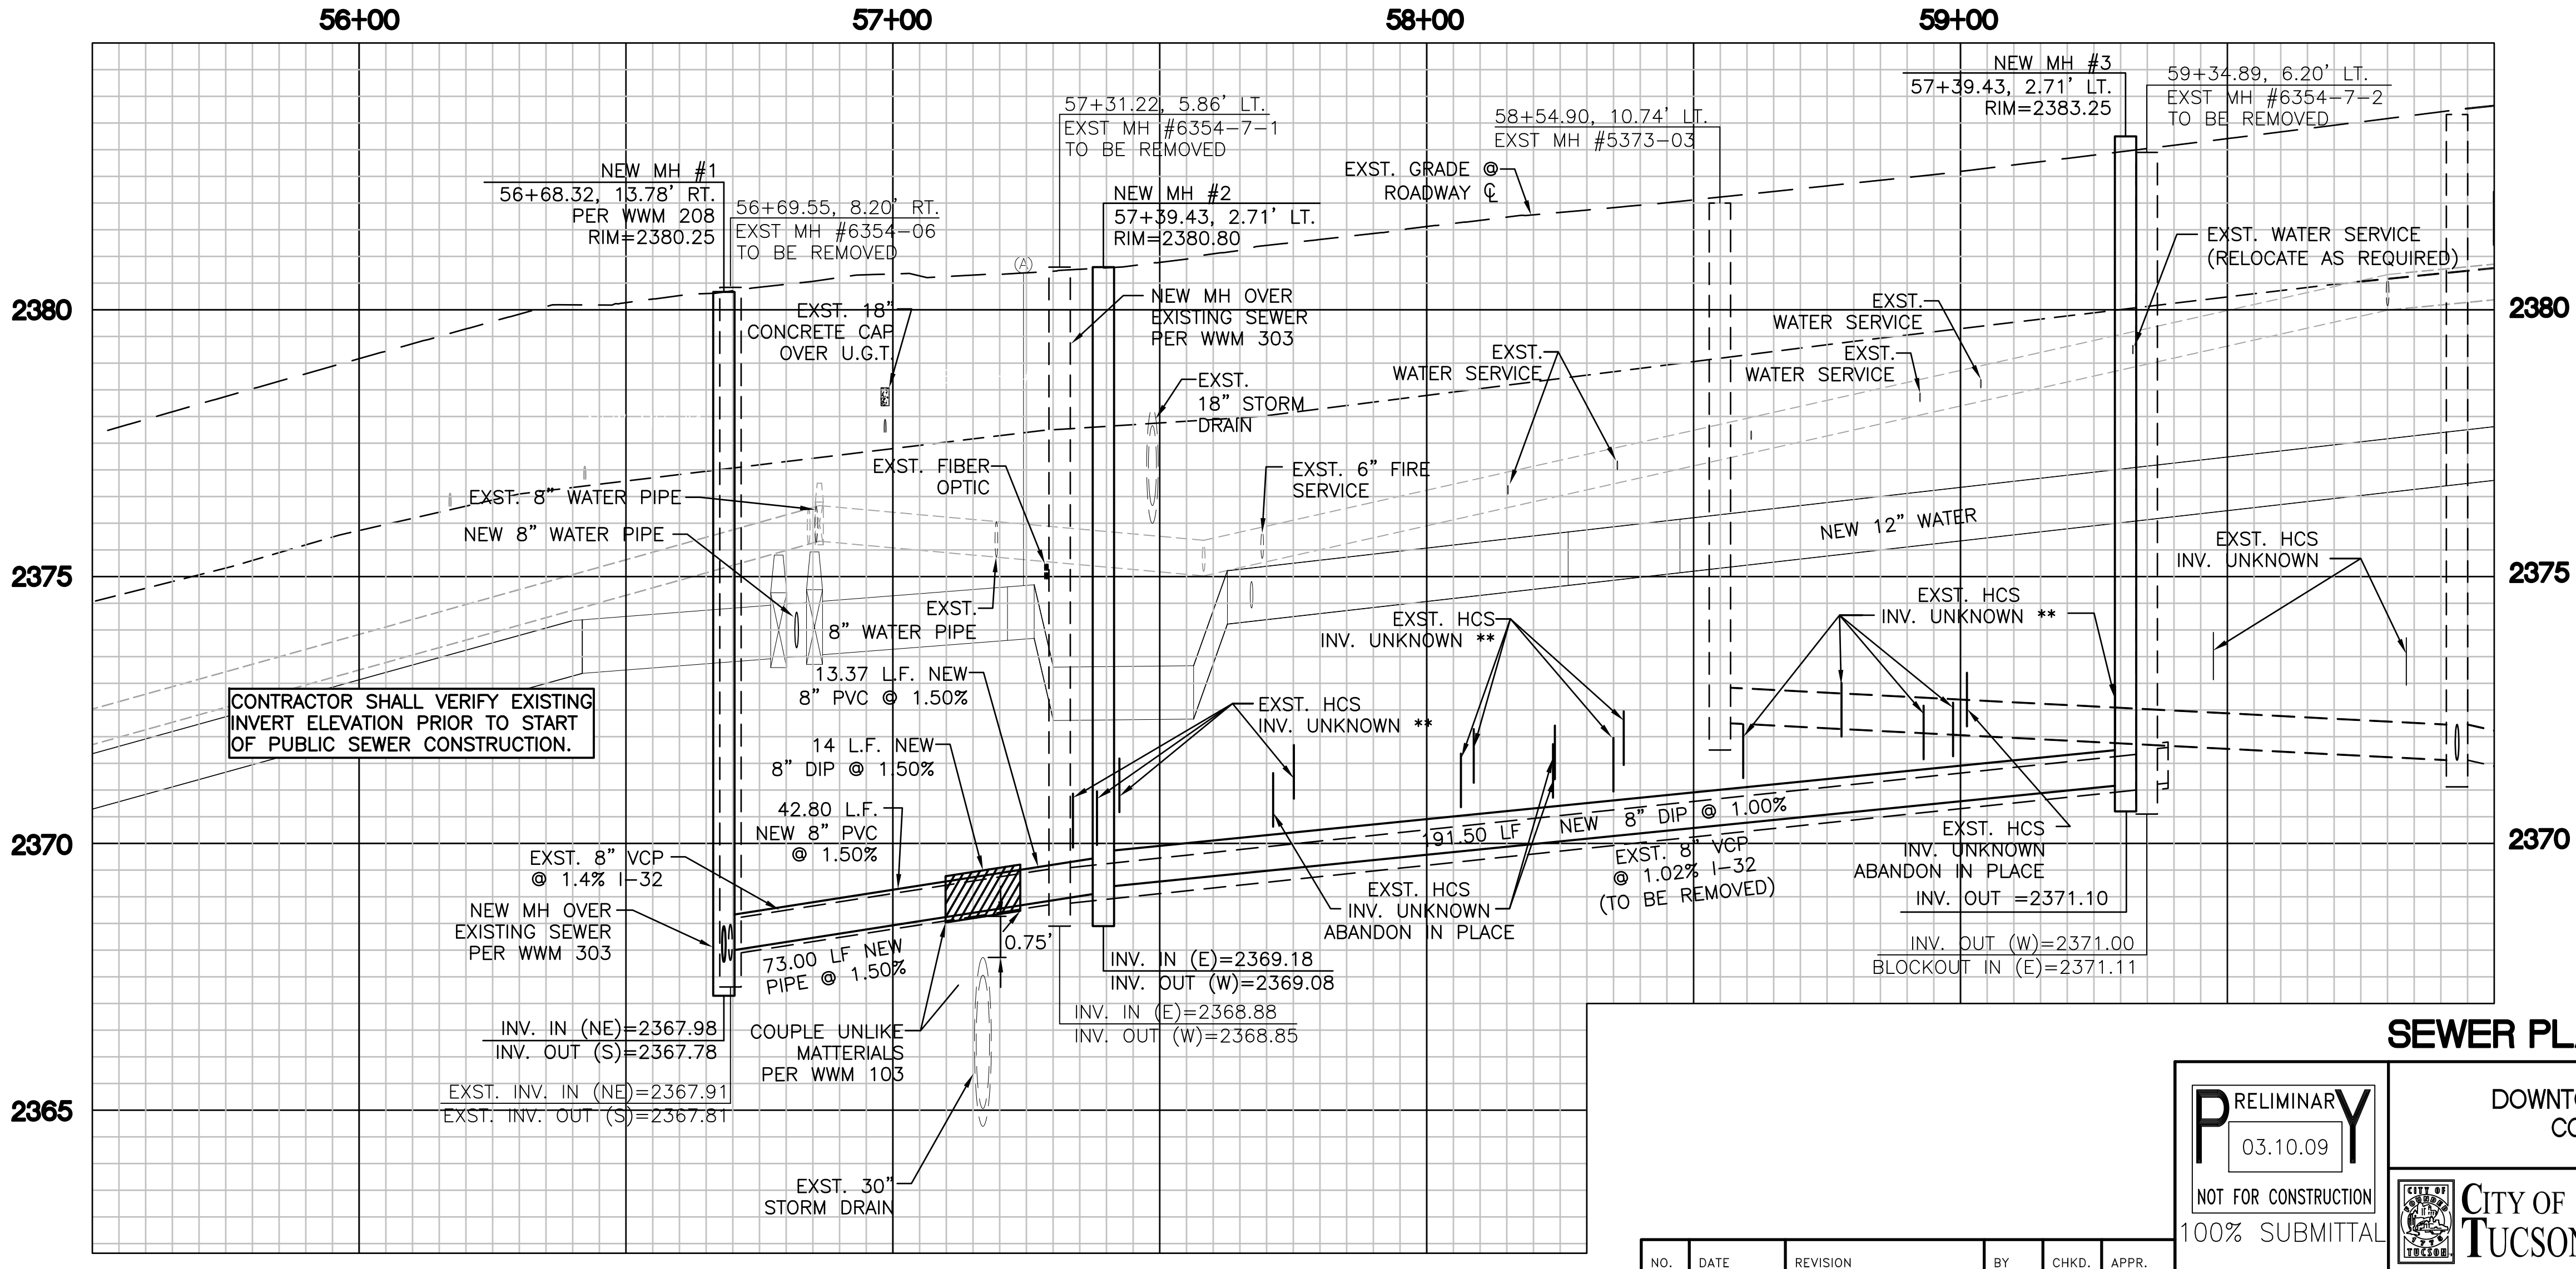 56+00
57+00
58+00
59+00
NEW MH #3
57+39.43, 2.71' LT.
RIM=2383.25
59+34.89, 6.20' LT.
EXST MH #6354-7-2
TO BE REMOVED
57+31.22, 5.86' LT.
EXST MH #6354-7-1
TO BE REMOVED
58+54.90, 10.74' LT.
EXST MH #5373-03
NEW MH #1
56+68.32, 13.78' RT.
PER WWM 208
RIM=2380.25
56+69.55, 8.20' RT.
EXST MH #6354-06
TO BE REMOVED
NEW MH #2
57+39.43, 2.71' LT.
RIM=2380.80
EXST. GRADE @
ROADWAY ℄
EXST. WATER SERVICE
(RELOCATE AS REQUIRED)
A
2380
2380
EXST. 18"
CONCRETE CAP
OVER U.G.T.
NEW MH OVER
EXISTING SEWER
PER WWM 303
EXST.
WATER SERVICE
EXST.
WATER SERVICE
EXST.
WATER SERVICE
EXST.
18" STORM
DRAIN
EXST. FIBER
OPTIC
EXST. 6" FIRE
SERVICE
EXST. 8" WATER PIPE
NEW 8" WATER PIPE
NEW 12" WATER
EXST. HCS
INV. UNKNOWN
2375
2375
EXST.
8" WATER PIPE
EXST. HCS
INV. UNKNOWN **
EXST. HCS
INV. UNKNOWN **
13.37 L.F. NEW
8" PVC @ 1.50%
CONTRACTOR SHALL VERIFY EXISTING
INVERT ELEVATION PRIOR TO START
OF PUBLIC SEWER CONSTRUCTION.
EXST. HCS
INV. UNKNOWN **
14 L.F. NEW
8" DIP @ 1.50%
42.80 L.F.
NEW 8" PVC
@ 1.50%
2370
2370
191.50 LF NEW 8" DIP @ 1.00%
EXST. 8" VCP
@ 1.02% I-32
(TO BE REMOVED)
EXST. HCS
INV. UNKNOWN
ABANDON IN PLACE
EXST. 8" VCP
@ 1.4% I-32
EXST. HCS
INV. UNKNOWN
ABANDON IN PLACE
INV. OUT =2371.10
NEW MH OVER
EXISTING SEWER
PER WWM 303
0.75'
73.00 LF NEW
PIPE @ 1.50%
INV. OUT (W)=2371.00
BLOCKOUT IN (E)=2371.11
INV. IN (E)=2369.18
INV. OUT (W)=2369.08
INV. IN (E)=2368.88
INV. OUT (W)=2368.85
INV. IN (NE)=2367.98
INV. OUT (S)=2367.78
COUPLE UNLIKE
MATTERIALS
PER WWM 103
EXST. INV. IN (NE)=2367.91
EXST. INV. OUT (S)=2367.81
2365
EXST. 30"
STORM DRAIN
SEWER PLA
PRELIMINARY
03.10.09
NOT FOR CONSTRUCTION
100% SUBMITTAL
DOWNTO
CO
CITY OF
FOUNDED
1775
TUCSON
CITY OF
TUCSON
NO.
DATE
REVISION
BY
CHKD.
APPR.